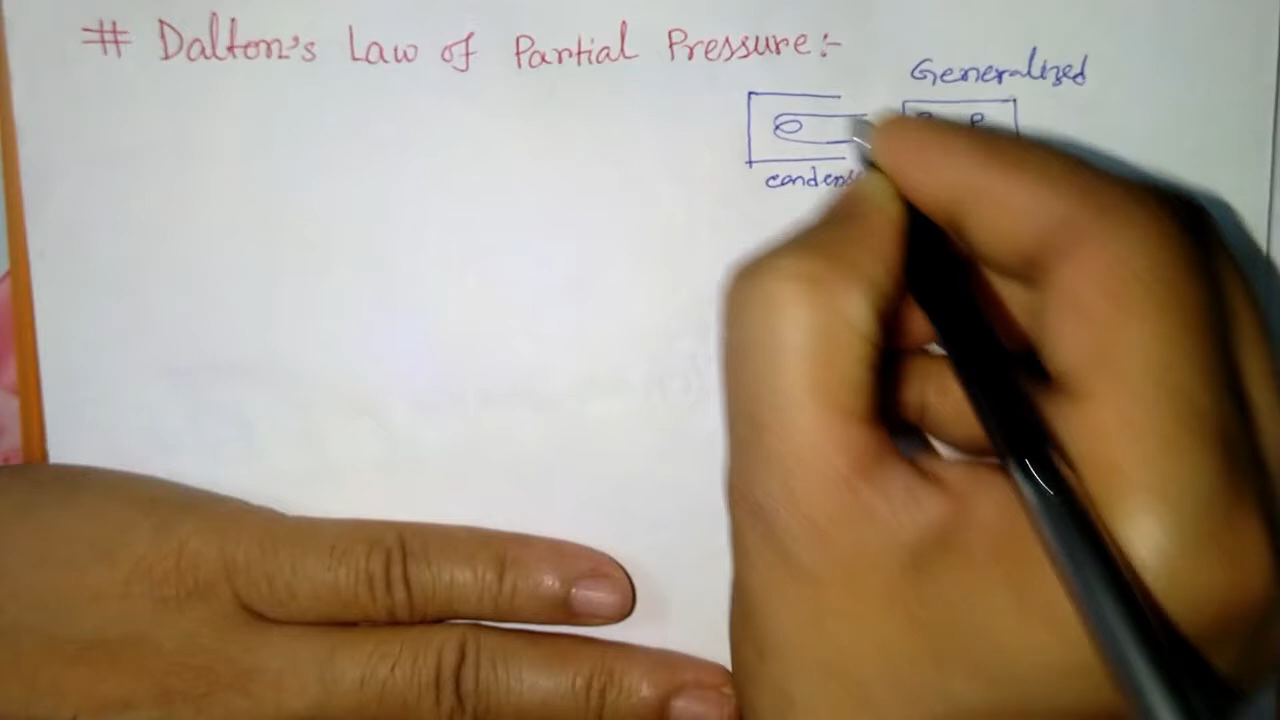 # Dalton's Law of Partial Pressure:-
Generalized